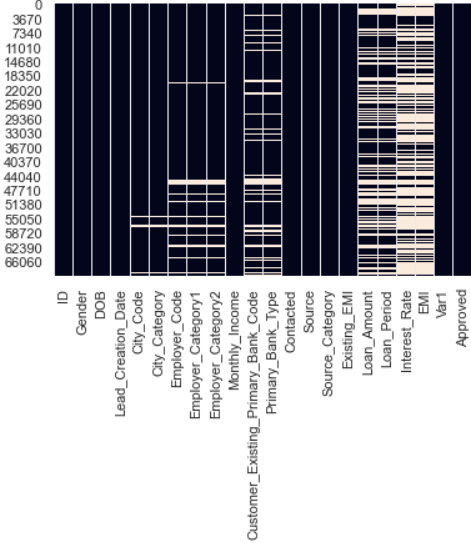 0
3670
7340
11010
14680
18350
22020
25690
29360
33030
36700
40370
44040
47710
51380
55050
58720
62390
66060
ID
Gender
DOB
Lead_Creation_Date
City_Code
City_Category
Employer_Code
Employer_Category1
Employer_Category2
Monthly_Income
Customer_Existing_Primary_Bank_Code
Primary_Bank_Type
Contacted
Source
Source_Category
Existing_EMI
Loan_Amount
Loan_Period
Interest_Rate
EMI
Var1
Approved